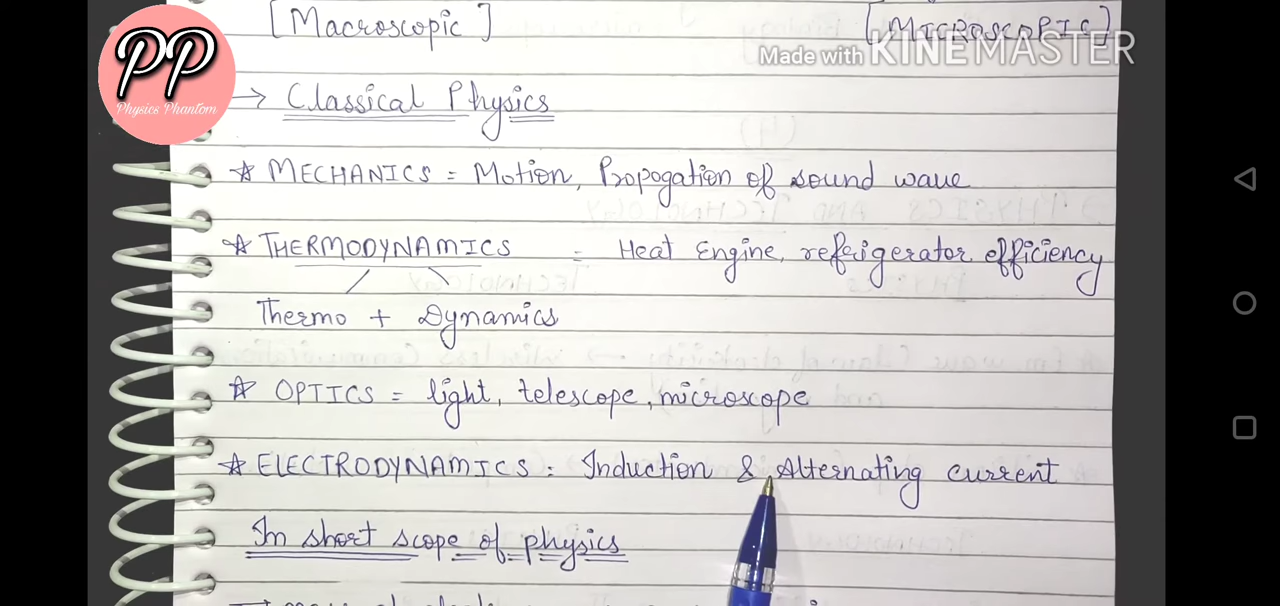 [Macroscopic] [MICROSCOPIC]
Made with KINEMASTER
PP
Physics Phantom
→ Classical Physics
☆ MECHANICS = Motion, Propogation of sound wave
☆ THERMODYNAMICS = Heat Engine, refrigerator efficiency
Thermo + Dynamics
☆ OPTICS = light, telescope, microscope
☆ ELECTRODYNAMICS = Induction & Alternating current
In short scope of physics